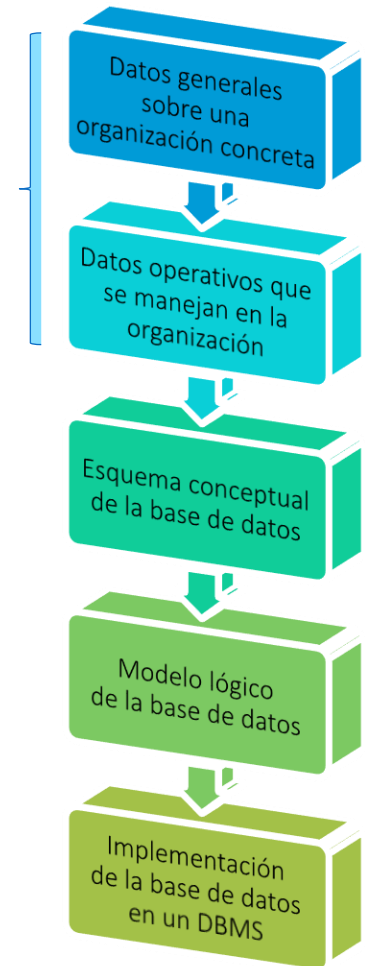 Datos generales
sobre una
organización concreta
Datos operativos que
se manejan en la
organización
Esquema conceptual
de la base de datos
Modelo lógico
de la base de datos
Implementación
de la base de datos
en un DBMS